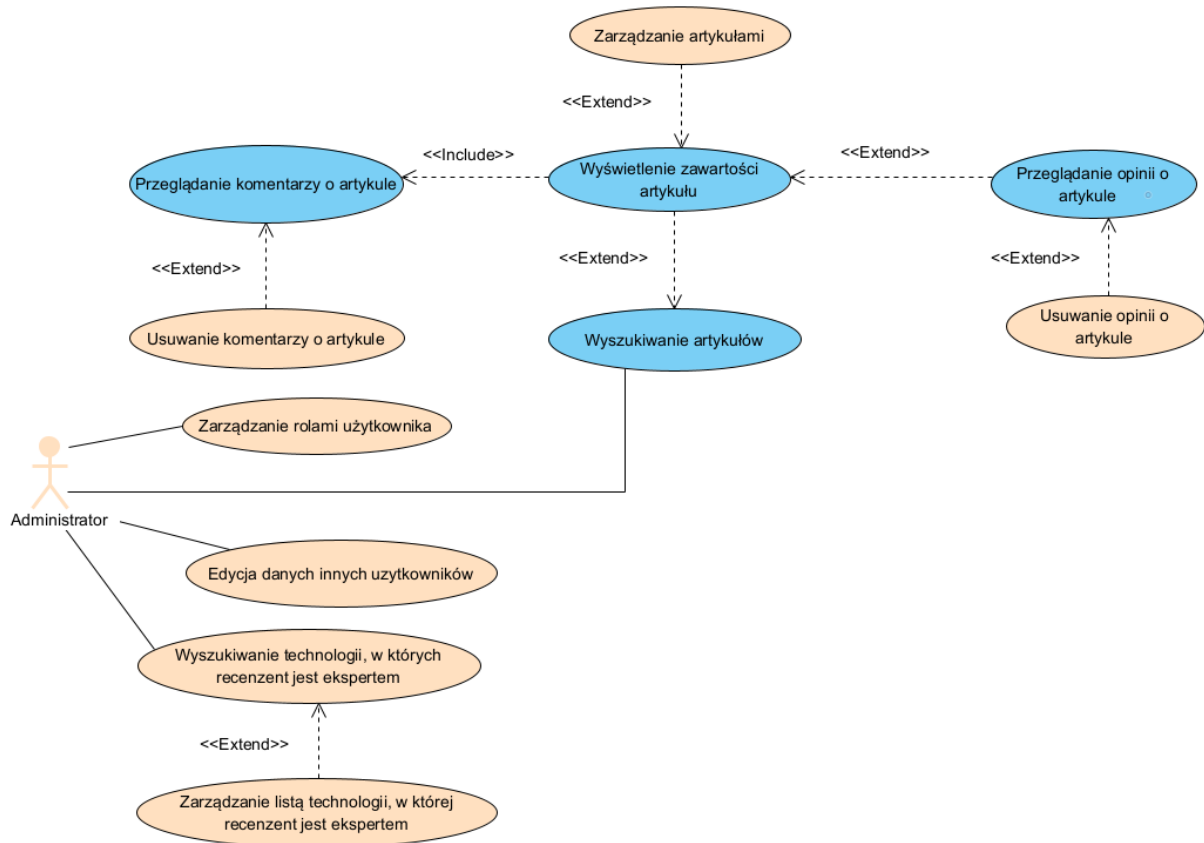 Zarządzanie artykułami
<<Extend>>
<<Include>>
<<Extend>>
Przeglądanie komentarzy o artykule
Wyświetlenie zawartości
artykułu
Przeglądanie opinii o
artykule
<<Extend>>
<<Extend>>
<<Extend>>
Usuwanie komentarzy o artykule
Wyszukiwanie artykułów
Usuwanie opinii o
artykule
Zarządzanie rolami użytkownika
Administrator
Edycja danych innych uzytkowników
Wyszukiwanie technologii, w których
recenzent jest ekspertem
<<Extend>>
Zarządzanie listą technologii, w której
recenzent jest ekspertem